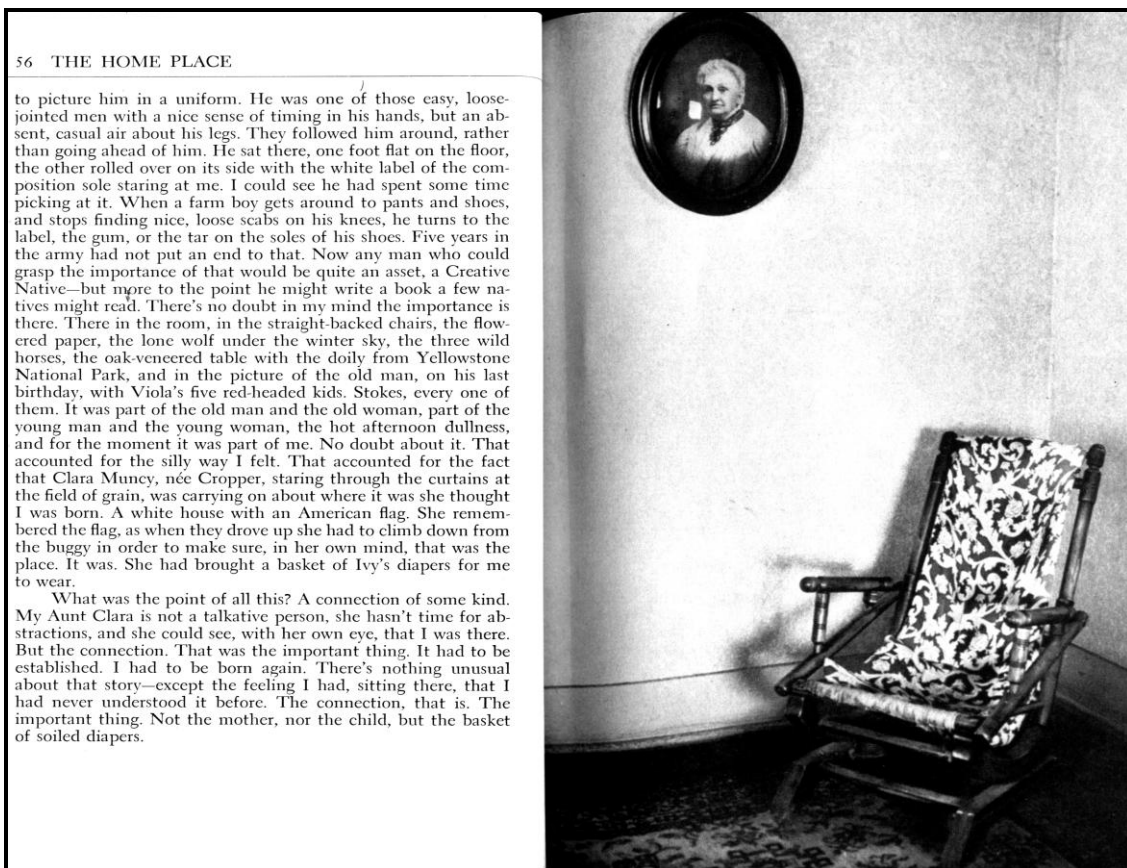 56 THE HOME PLACE
to picture him in a uniform. He was one of those easy, loose-
jointed men with a nice sense of timing in his hands, but an ab-
sent, casual air about his legs. They followed him around, rather
than going ahead of him. He sat there, one foot flat on the floor,
the other rolled over on its side with the white label of the com-
position sole staring at me. I could see he had spent some time
picking at it. When a farm boy gets around to pants and shoes,
and stops finding nice, loose scabs on his knees, he turns to the
label, the gum, or the tar on the soles of his shoes. Five years in
the army had not put an end to that. Now any man who could
grasp the importance of that would be quite an asset, a Creative
Native—but more to the point he might write a book a few na-
tives might read. There's no doubt in my mind the importance is
there. There in the room, in the straight-backed chairs, the flow-
ered paper, the lone wolf under the winter sky, the three wild
horses, the oak-veneered table with the doily from Yellowstone
National Park, and in the picture of the old man, on his last
birthday, with Viola's five red-headed kids. Stokes, every one of
them. It was part of the old man and the old woman, part of the
young man and the young woman, the hot afternoon dullness,
and for the moment it was part of me. No doubt about it. That
accounted for the silly way I felt. That accounted for the fact
that Clara Muncy, née Cropper, staring through the curtains at
the field of grain, was carrying on about where it was she thought
I was born. A white house with an American flag. She remem-
bered the flag, as when they drove up she had to climb down from
the buggy in order to make sure, in her own mind, that was the
place. It was. She had brought a basket of Ivy's diapers for me
to wear.
What was the point of all this? A connection of some kind.
My Aunt Clara is not a talkative person, she hasn't time for ab-
stractions, and she could see, with her own eye, that I was there.
But the connection. That was the important thing. It had to be
established. I had to be born again. There's nothing unusual
about that story—except the feeling I had, sitting there, that I
had never understood it before. The connection, that is. The
important thing. Not the mother, nor the child, but the basket
of soiled diapers.